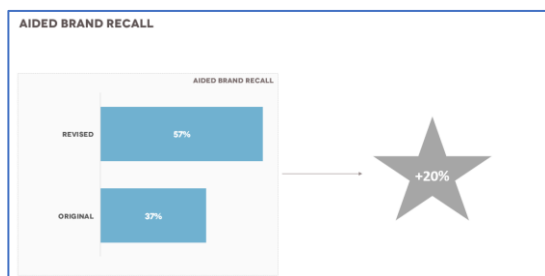 AIDED BRAND RECALL
AIDED BRAND RECALL
REVISED
57%
ORIGINAL
37%
+20%